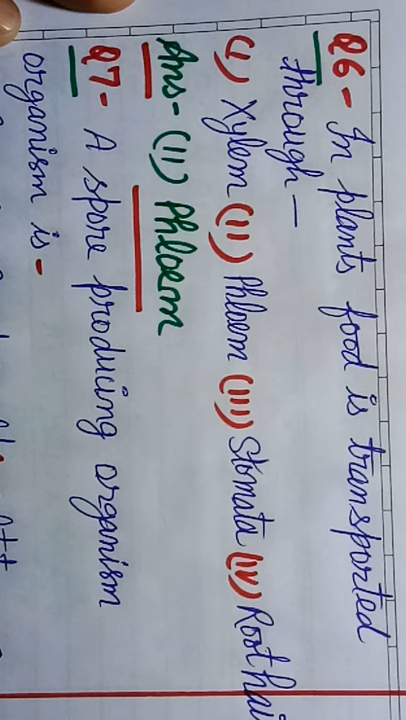 Q6- In plants food is transported
through-
(i) Xylem (ii) Phloem (iii) Stomata (iv) Root hai
Ans- (ii) Phloem
Q7- A spore producing organism
organism is-